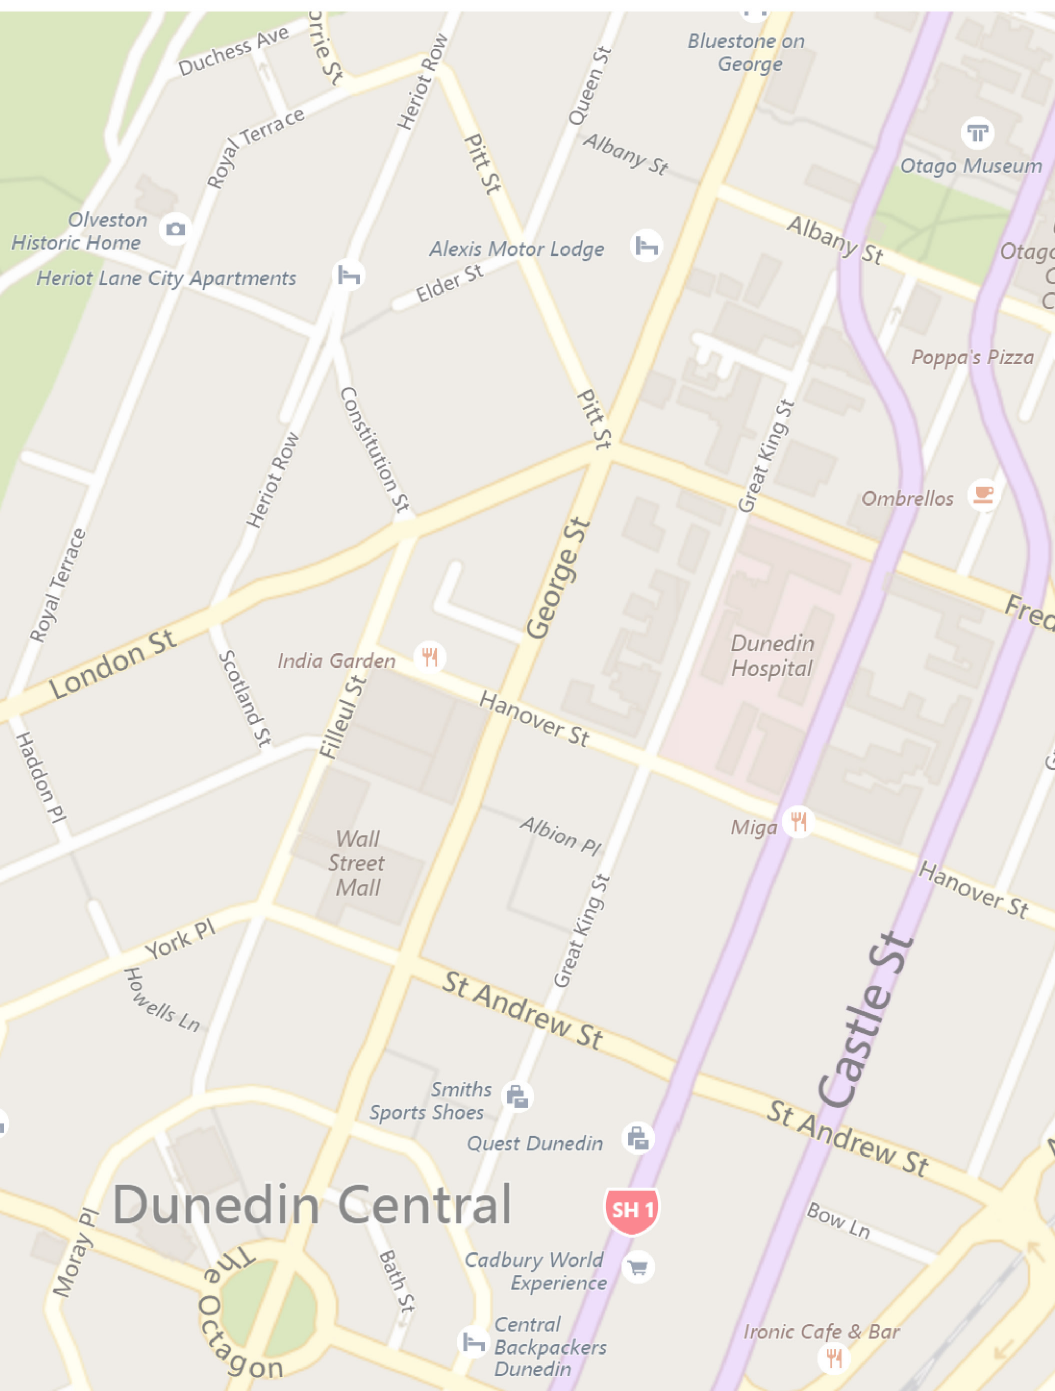 Bluestone on
George
Duchess Ave
orrie St
Heriot Row
Queen St
Royal Terrace
Pitt St
Albany St
Otago Museum
Olveston
Historic Home
Alexis Motor Lodge
Albany St
Heriot Lane City Apartments
Elder St
Poppa's Pizza
Constitution St
Pitt St
Great King St
Heriot Row
Ombrellos
Royal Terrace
George St
London St
Scotland St
India Garden
Dunedin
Hospital
Filleul St
Hanover St
Haddon Pl
Wall
Street
Mall
Albion Pl
Miga
Hanover St
York Pl
Great King St
Howells Ln
St Andrew St
Castle St
Smiths
Sports Shoes
Quest Dunedin
St Andrew St
Dunedin Central
SH 1
Bow Ln
Moray Pl
The Octagon
Bath St
Cadbury World
Experience
Central
Backpackers
Dunedin
Ironic Cafe & Bar